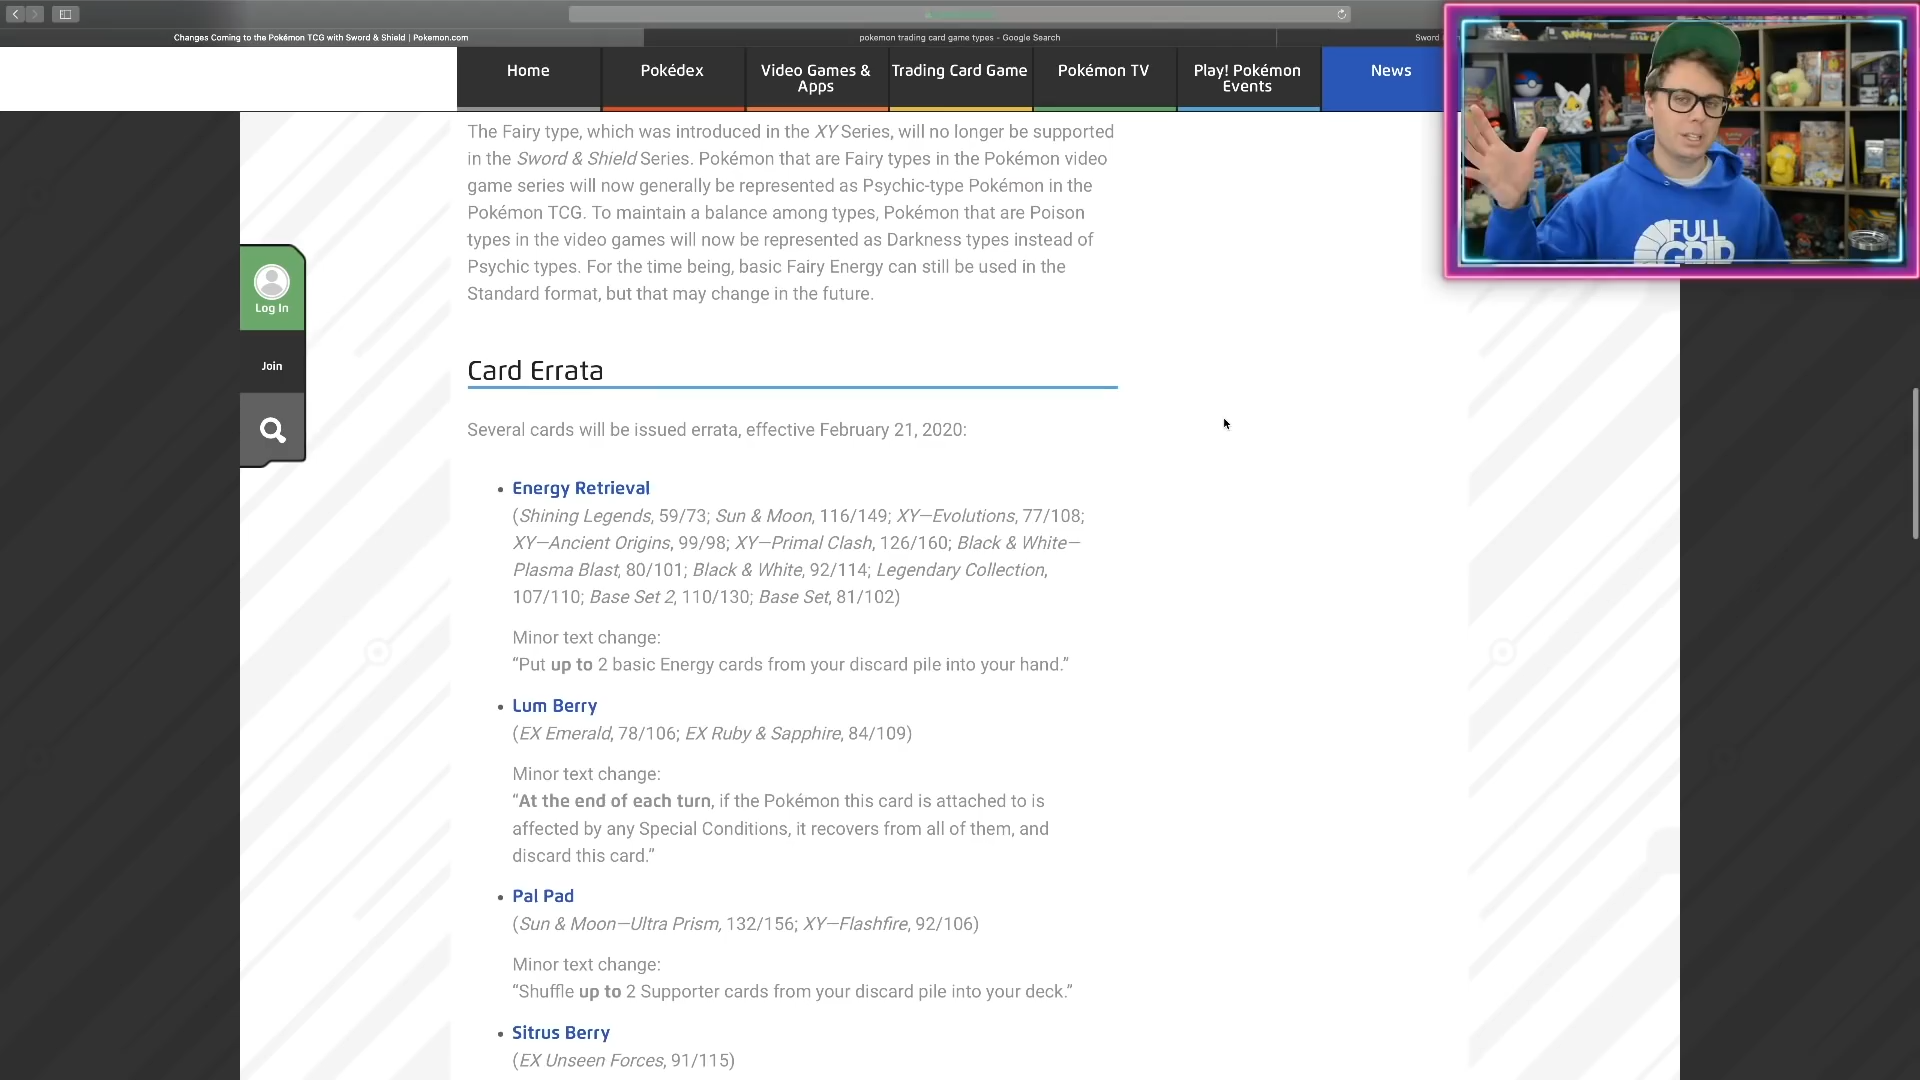 Changes Coming to the Pokémon TCG with Sword & Shield | Pokemon.com
pokemon trading card game types - Google Search
Sword
Home
Pokédex
Video Games &
Apps
Trading Card Game
Pokémon TV
Play! Pokémon
Events
News
The Fairy type, which was introduced in the XY Series, will no longer be supported
in the Sword & Shield Series. Pokémon that are Fairy types in the Pokémon video
game series will now generally be represented as Psychic-type Pokémon in the
Pokémon TCG. To maintain a balance among types, Pokémon that are Poison
types in the video games will now be represented as Darkness types instead of
Psychic types. For the time being, basic Fairy Energy can still be used in the
Standard format, but that may change in the future.
Log In
Join
Card Errata
Several cards will be issued errata, effective February 21, 2020:
• Energy Retrieval
(Shining Legends, 59/73; Sun & Moon, 116/149; XY—Evolutions, 77/108;
XY—Ancient Origins, 99/98; XY—Primal Clash, 126/160; Black & White—
Plasma Blast, 80/101; Black & White, 92/114; Legendary Collection,
107/110; Base Set 2, 110/130; Base Set, 81/102)
Minor text change:
“Put up to 2 basic Energy cards from your discard pile into your hand.”
• Lum Berry
(EX Emerald, 78/106; EX Ruby & Sapphire, 84/109)
Minor text change:
“At the end of each turn, if the Pokémon this card is attached to is
affected by any Special Conditions, it recovers from all of them, and
discard this card.”
• Pal Pad
(Sun & Moon—Ultra Prism, 132/156; XY—Flashfire, 92/106)
Minor text change:
“Shuffle up to 2 Supporter cards from your discard pile into your deck.”
• Sitrus Berry
(EX Unseen Forces, 91/115)
FULL
GRIP